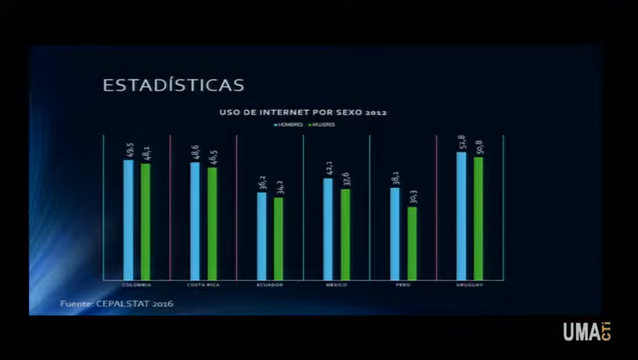 ESTADÍSTICAS
USO DE INTERNET POR SEXO 2012
HOMBRES MUJERES
49,5 48,1 48,6 46,5 36,2 34,2 42,1 37,6 38,1 30,3 52,8 50,8
COLOMBIA COSTA RICA ECUADOR MÉXICO PERU URUGUAY
Fuente: CEPALSTAT 2016
UMA CTi